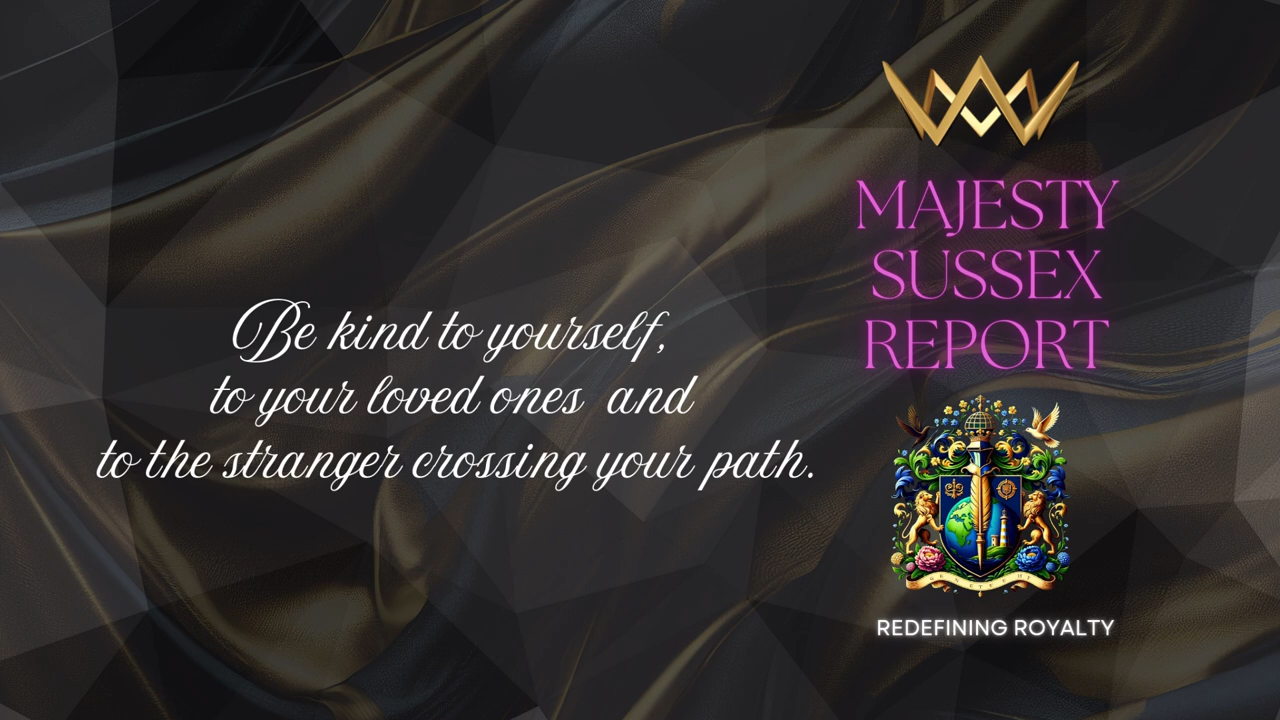 Be kind to yourself,
to your loved ones and
to the stranger crossing your path.
MAJESTY
SUSSEX
REPORT
REDEFINING ROYALTY